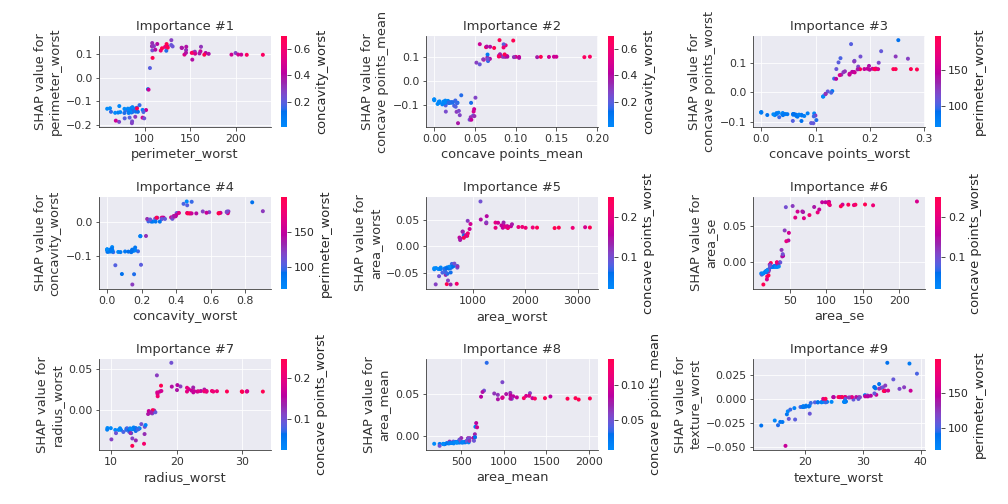 Importance #1
SHAP value for
perimeter_worst
0.1
0.0
−0.1
−0.2
100
150
200
perimeter_worst
0.6
0.4
0.2
concavity_worst
Importance #2
SHAP value for
concave points_mean
0.1
0.0
−0.1
0.00
0.05
0.10
0.15
0.20
concave points_mean
0.6
0.4
0.2
concavity_worst
Importance #3
SHAP value for
concave points_worst
0.1
0.0
−0.1
0.0
0.1
0.2
0.3
concave points_worst
150
100
perimeter_worst
Importance #4
SHAP value for
concavity_worst
0.0
−0.1
0.0
0.2
0.4
0.6
0.8
concavity_worst
150
100
perimeter_worst
Importance #5
SHAP value for
area_worst
0.05
0.00
−0.05
1000
2000
3000
area_worst
0.2
0.1
concave points_worst
Importance #6
SHAP value for
area_se
0.05
0.00
50
100
150
200
area_se
0.2
0.1
concave points_worst
Importance #7
SHAP value for
radius_worst
0.05
0.00
10
20
30
radius_worst
0.2
0.1
concave points_worst
Importance #8
SHAP value for
area_mean
0.05
0.00
500
1000
1500
2000
area_mean
0.10
0.05
concave points_mean
Importance #9
SHAP value for
texture_worst
0.025
0.000
−0.025
−0.050
20
30
40
texture_worst
150
100
perimeter_worst